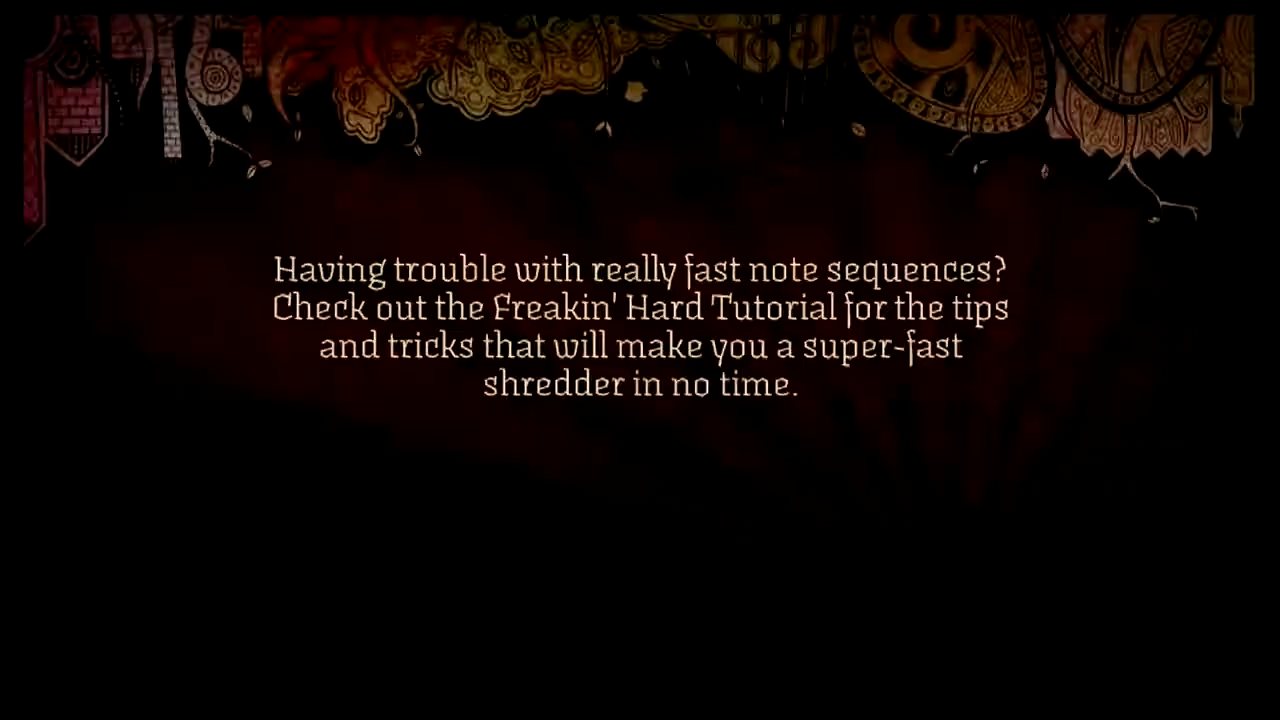 Having trouble with really fast note sequences?
Check out the Freakin' Hard Tutorial for the tips
and tricks that will make you a super-fast
shredder in no time.